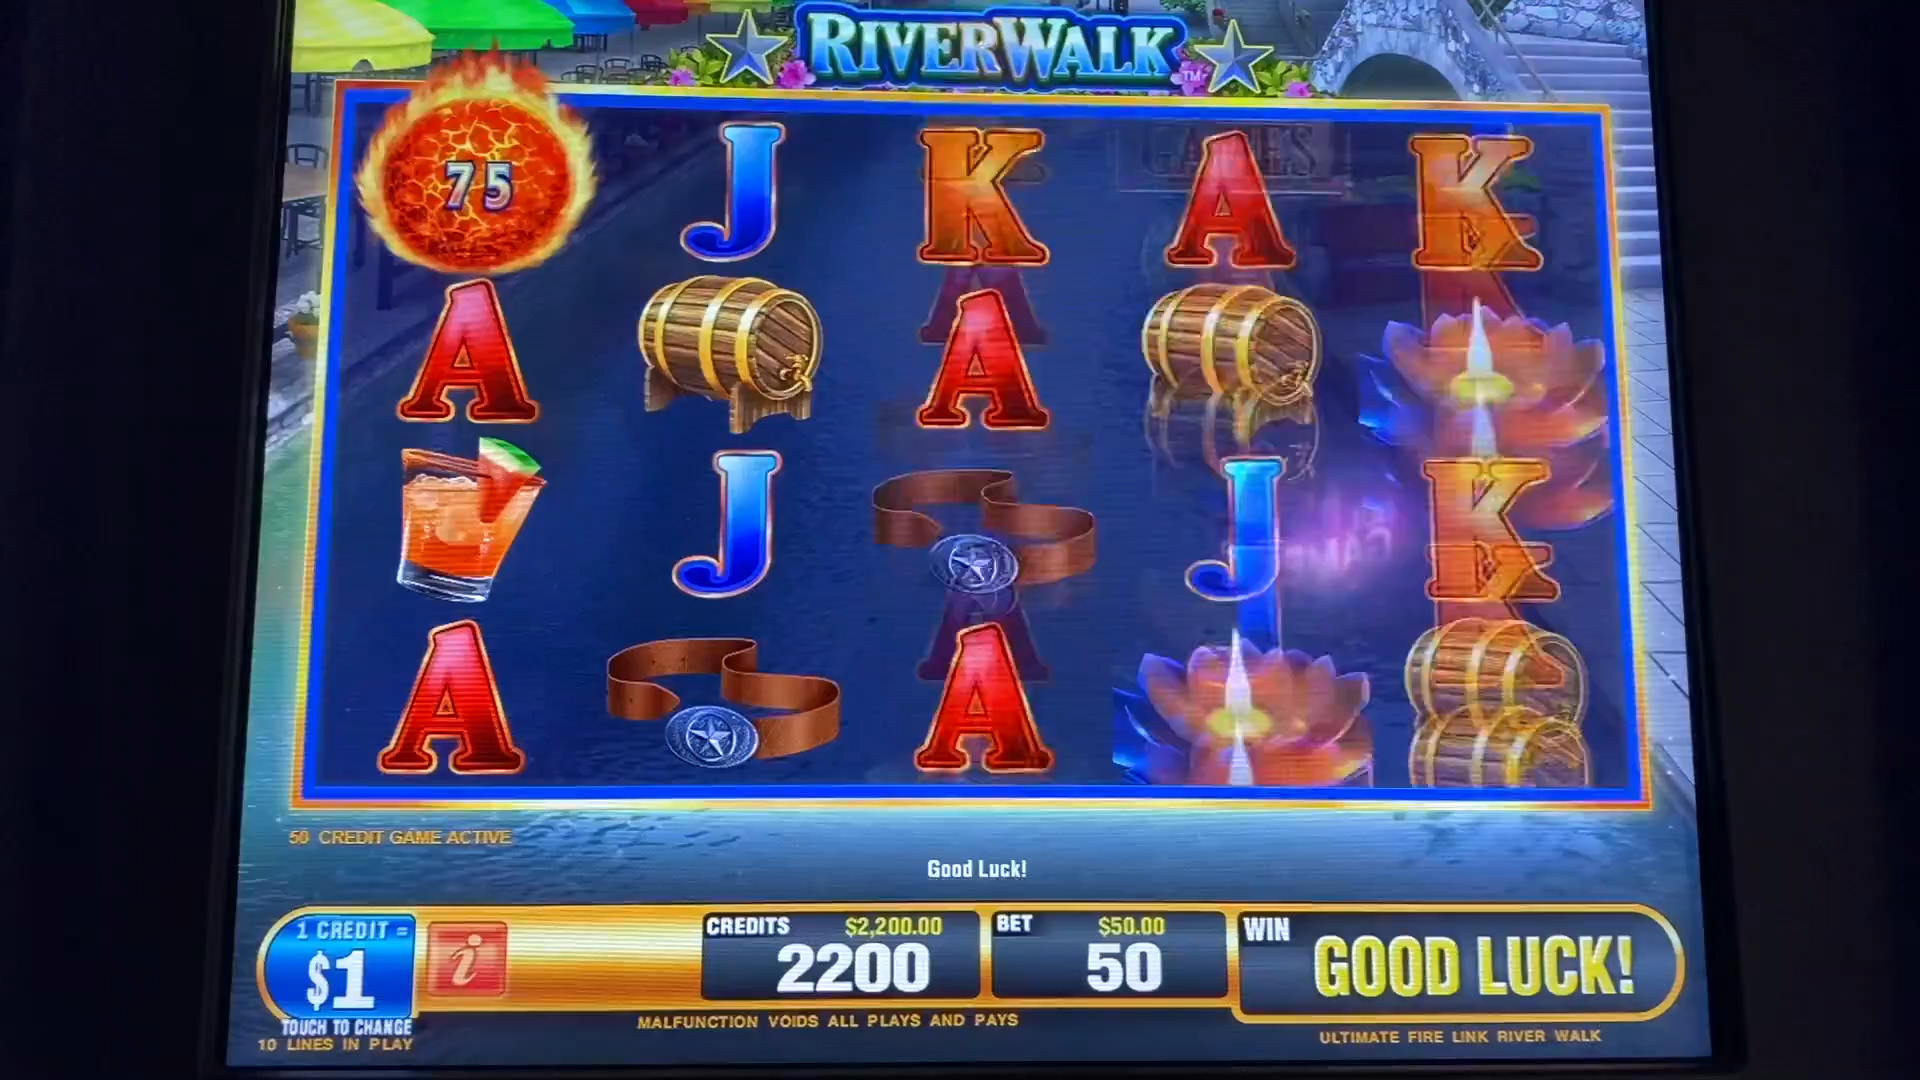 RIVERWALK™
75 J K A K
A A
J J K
A A
50 CREDIT GAME ACTIVE
Good Luck!
1 CREDIT =
$1
TOUCH TO CHANGE
10 LINES IN PLAY
i
CREDITS $2,200.00
2200
BET $50.00
50
WIN
GOOD LUCK!
MALFUNCTION VOIDS ALL PLAYS AND PAYS
ULTIMATE FIRE LINK RIVER WALK